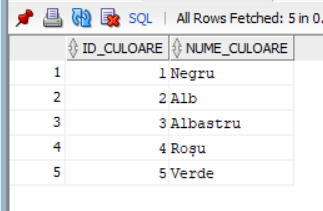 SQL | All Rows Fetched: 5 in 0.
ID_CULOARE NUME_CULOARE
1 1 Negru
2 2 Alb
3 3 Albastru
4 4 Roșu
5 5 Verde